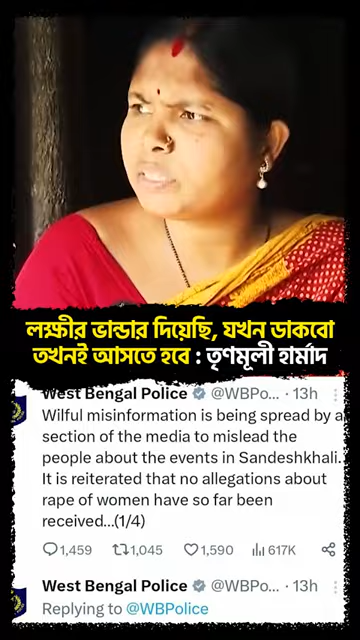 লক্ষীর ভান্ডার দিয়েছি, যখন ডাকবো
তখনই আসতে হবে : তৃণমূলী হার্মাদ
West Bengal Police @WBPo... · 13h
Wilful misinformation is being spread by a
section of the media to mislead the
people about the events in Sandeshkhali.
It is reiterated that no allegations about
rape of women have so far been
received...(1/4)
1,459 1,045 1,590 617K
West Bengal Police @WBPo... · 13h
Replying to @WBPolice